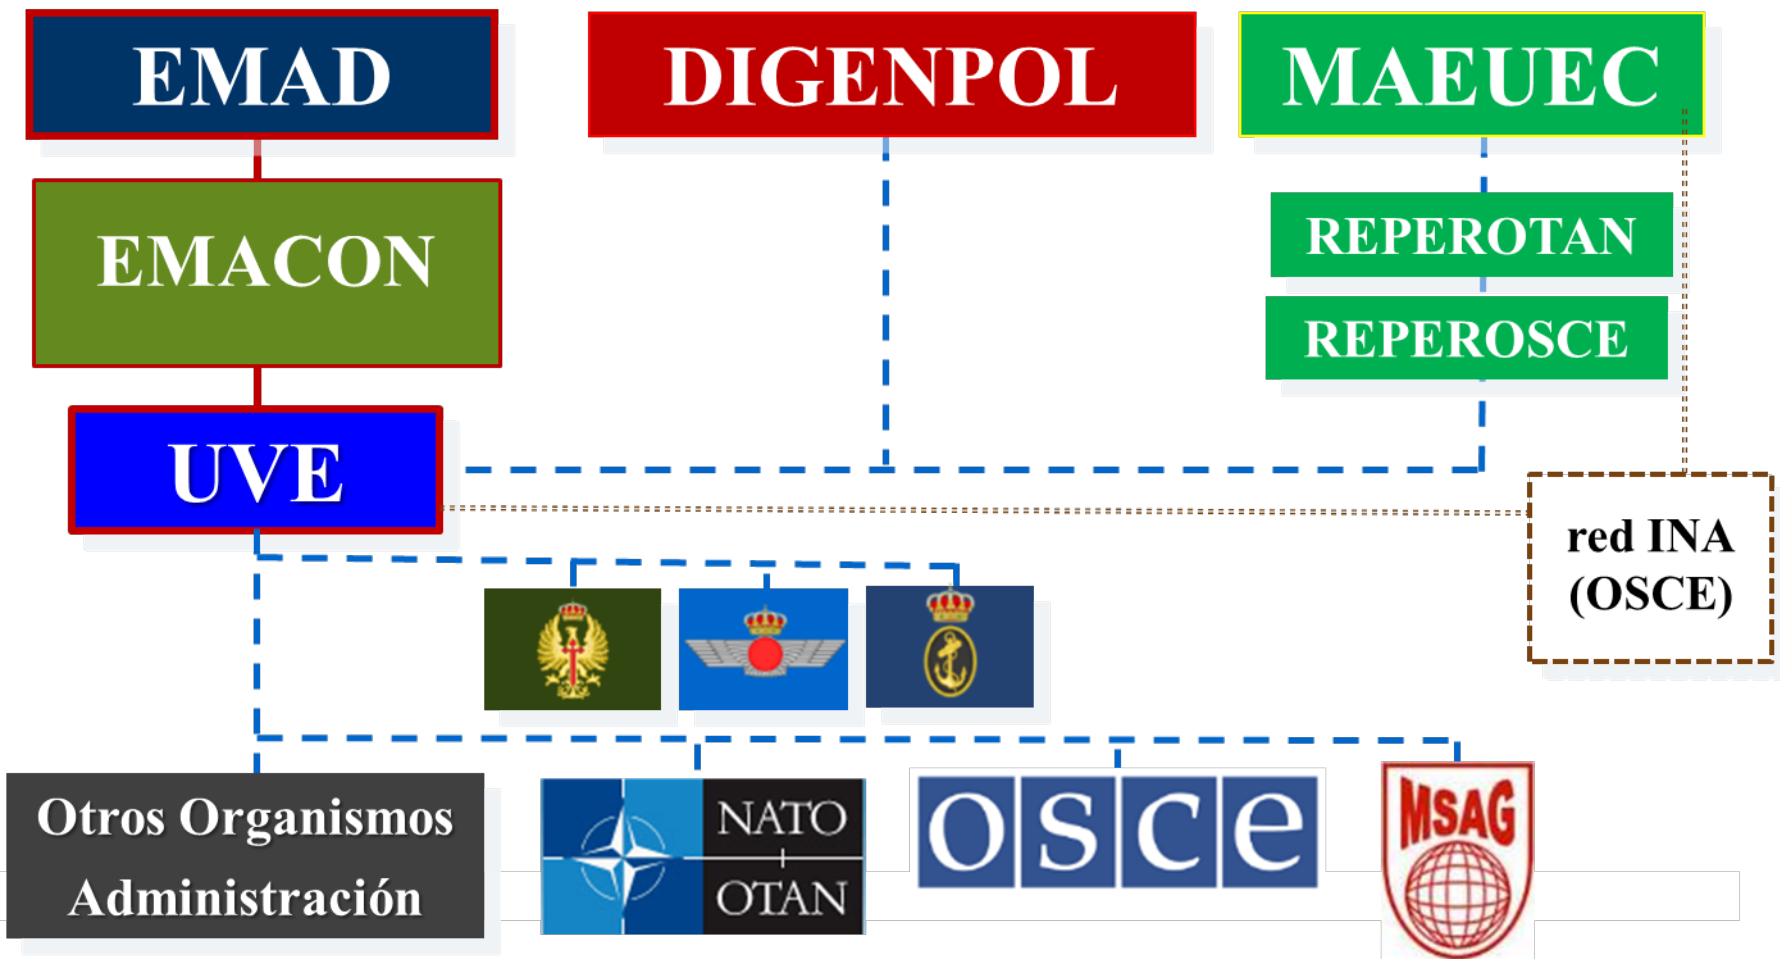 EMAD
DIGENPOL
MAEUEC
EMACON
REPEROTAN
REPEROSCE
UVE
red INA
(OSCE)
Otros Organismos
Administración
NATO
OTAN
osce
MSAG